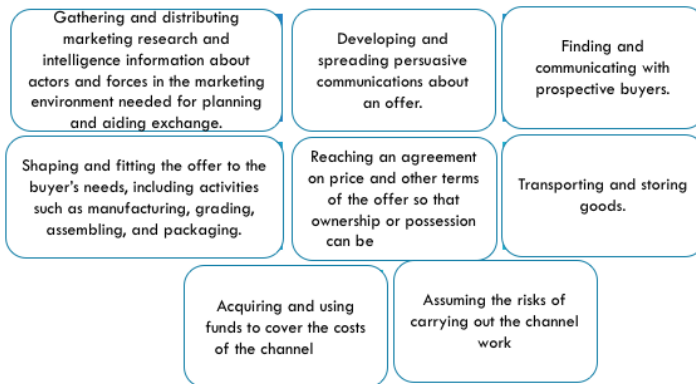 Gathering and distributing
marketing research and
intelligence information about
actors and forces in the marketing
environment needed for planning
and aiding exchange.
Developing and
spreading persuasive
communications about
an offer.
Finding and
communicating with
prospective buyers.
Shaping and fitting the offer to the
buyer's needs, including activities
such as manufacturing, grading,
assembling, and packaging.
Reaching an agreement
on price and other terms
of the offer so that
ownership or possession
can be
Transporting and storing
goods.
Acquiring and using
funds to cover the costs
of the channel
Assuming the risks of
carrying out the channel
work